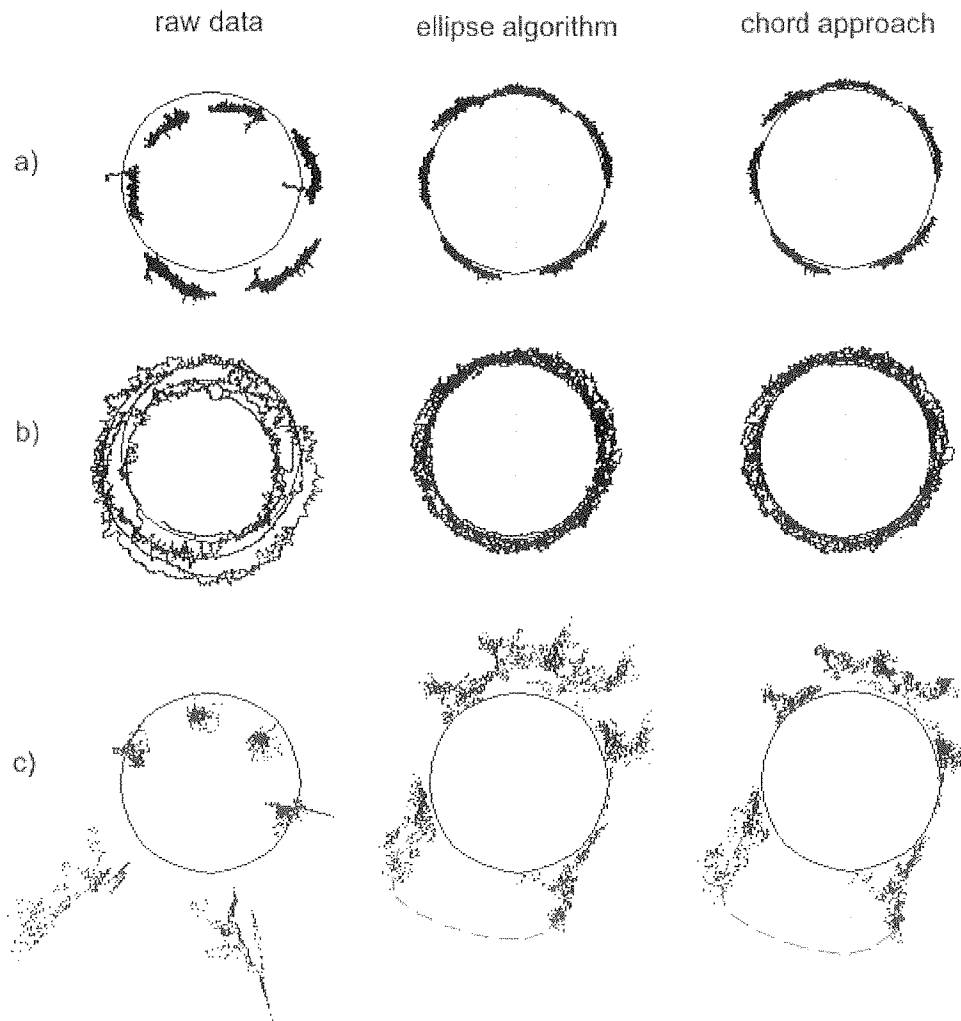 raw data
ellipse algorithm
chord approach
a)
b)
c)